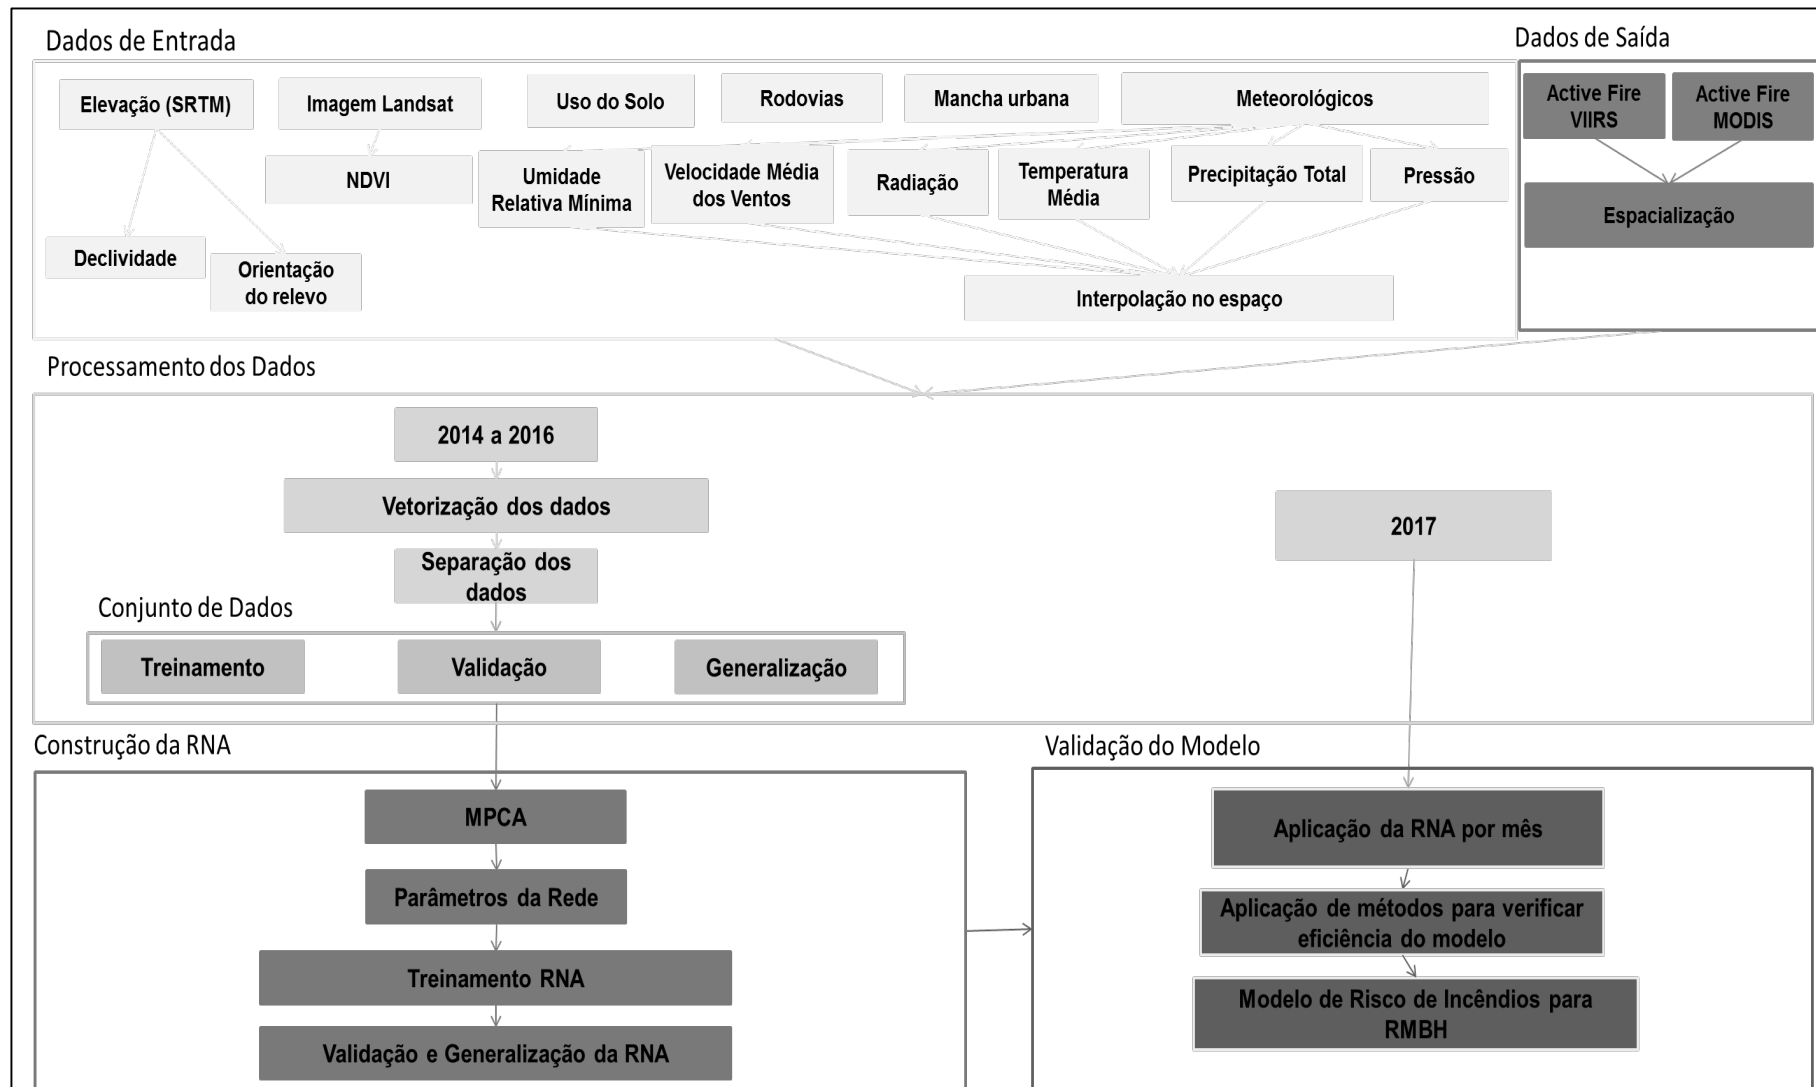 Dados de Entrada
Dados de Saída
Elevação (SRTM)
Imagem Landsat
Uso do Solo
Rodovias
Mancha urbana
Meteorológicos
Active Fire
VIIRS
Active Fire
MODIS
NDVI
Umidade
Relativa Mínima
Velocidade Média
dos Ventos
Radiação
Temperatura
Média
Precipitação Total
Pressão
Espacialização
Declividade
Orientação
do relevo
Interpolação no espaço
Processamento dos Dados
2014 a 2016
Vetorização dos dados
2017
Separação dos
dados
Conjunto de Dados
Treinamento
Validação
Generalização
Construção da RNA
Validação do Modelo
MPCA
Parâmetros da Rede
Treinamento RNA
Validação e Generalização da RNA
Aplicação da RNA por mês
Aplicação de métodos para verificar
eficiência do modelo
Modelo de Risco de Incêndios para
RMBH